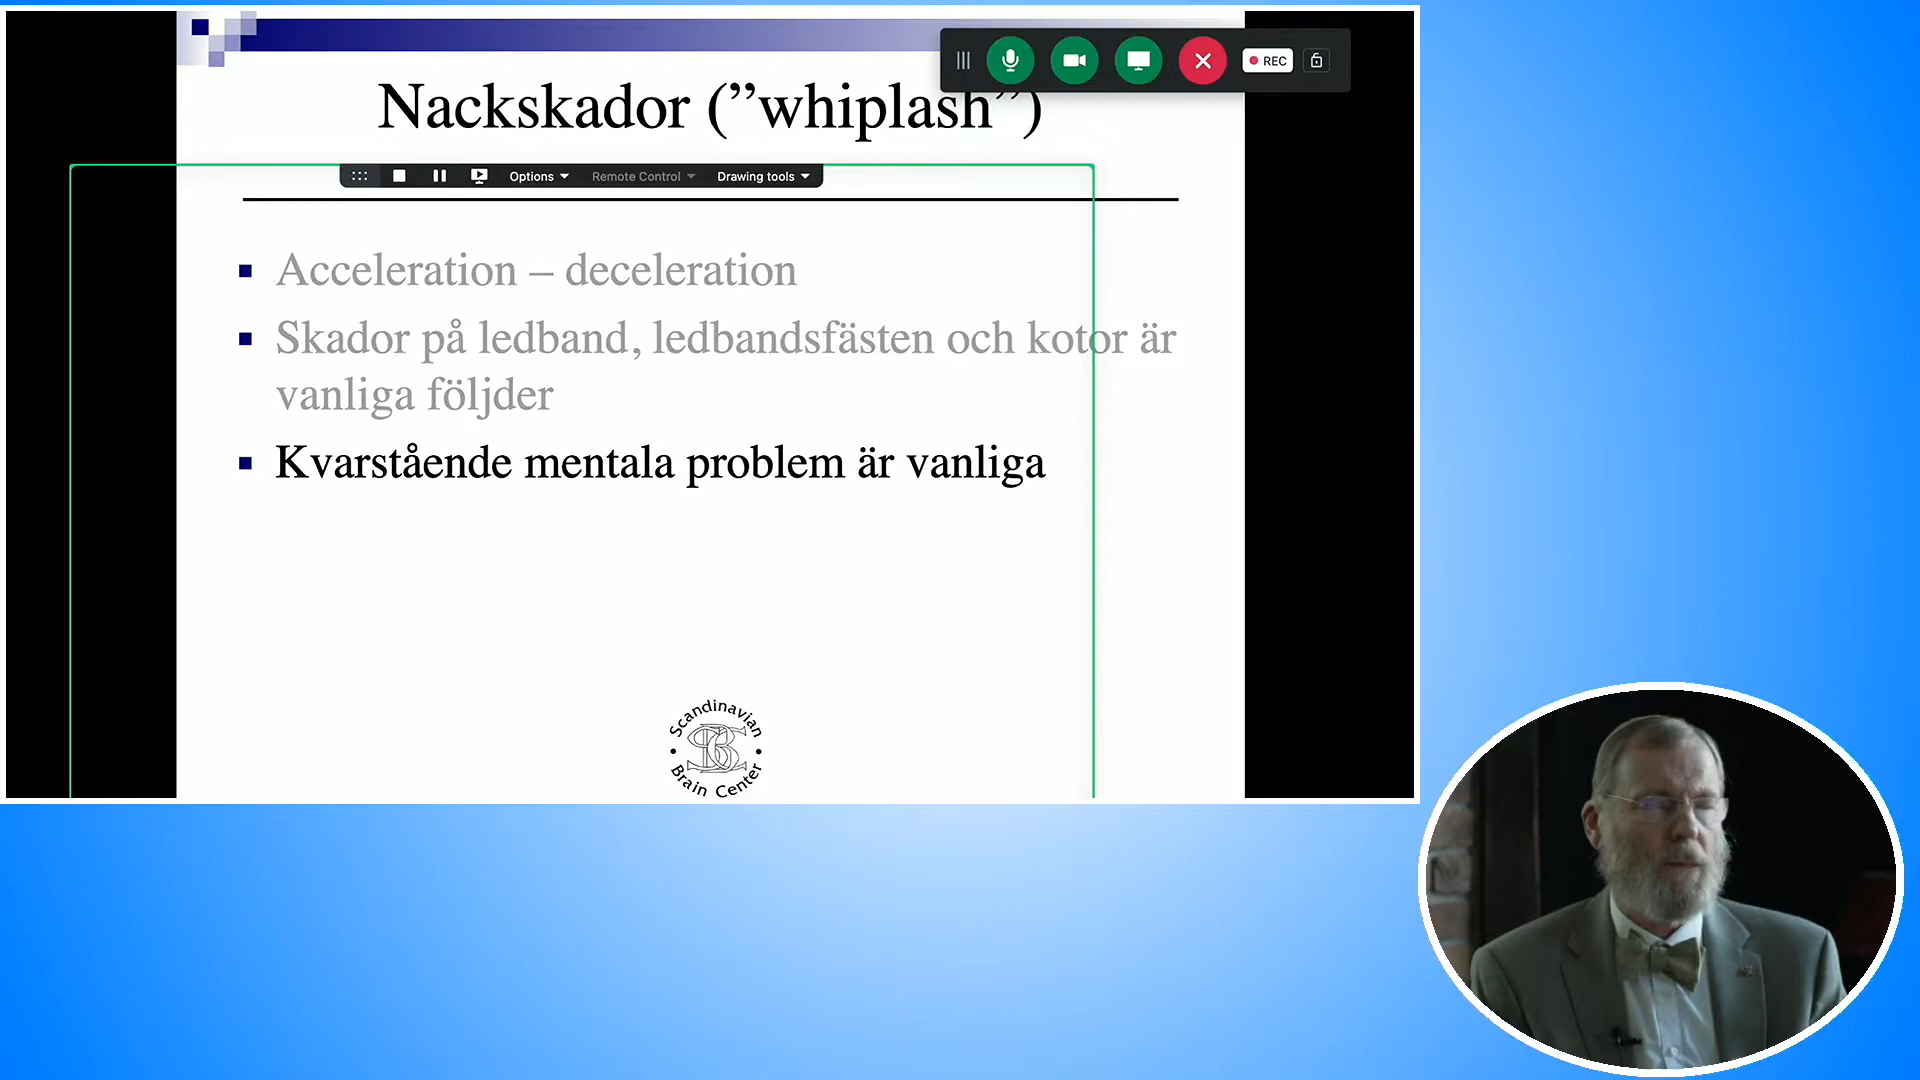 REC
Nackskador (”whiplash”)
Options Remote Control Drawing tools
Acceleration – deceleration
Skador på ledband, ledbandsfästen och kotor är
vanliga följder
Kvarstående mentala problem är vanliga
Scandinavian
SBC
Brain Center